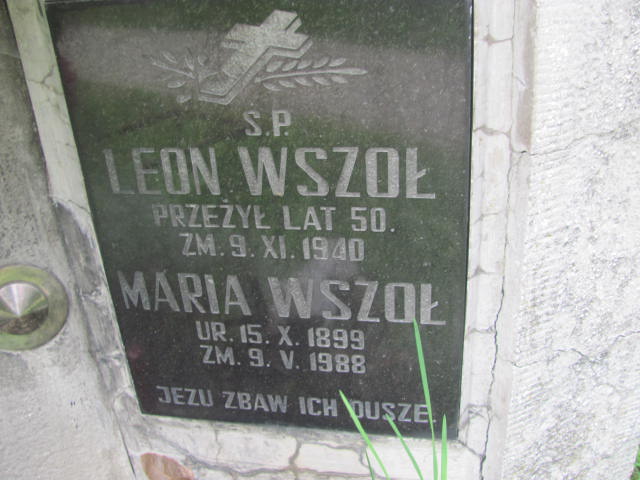 Ś.P.
LEON WSZOŁ
PRZEŻYŁ LAT 50.
ZM. 9. XI. 1940
MARIA WSZOŁ
UR. 15. X. 1899
ZM. 9. V. 1988
JEZU ZBAW ICH DUSZE